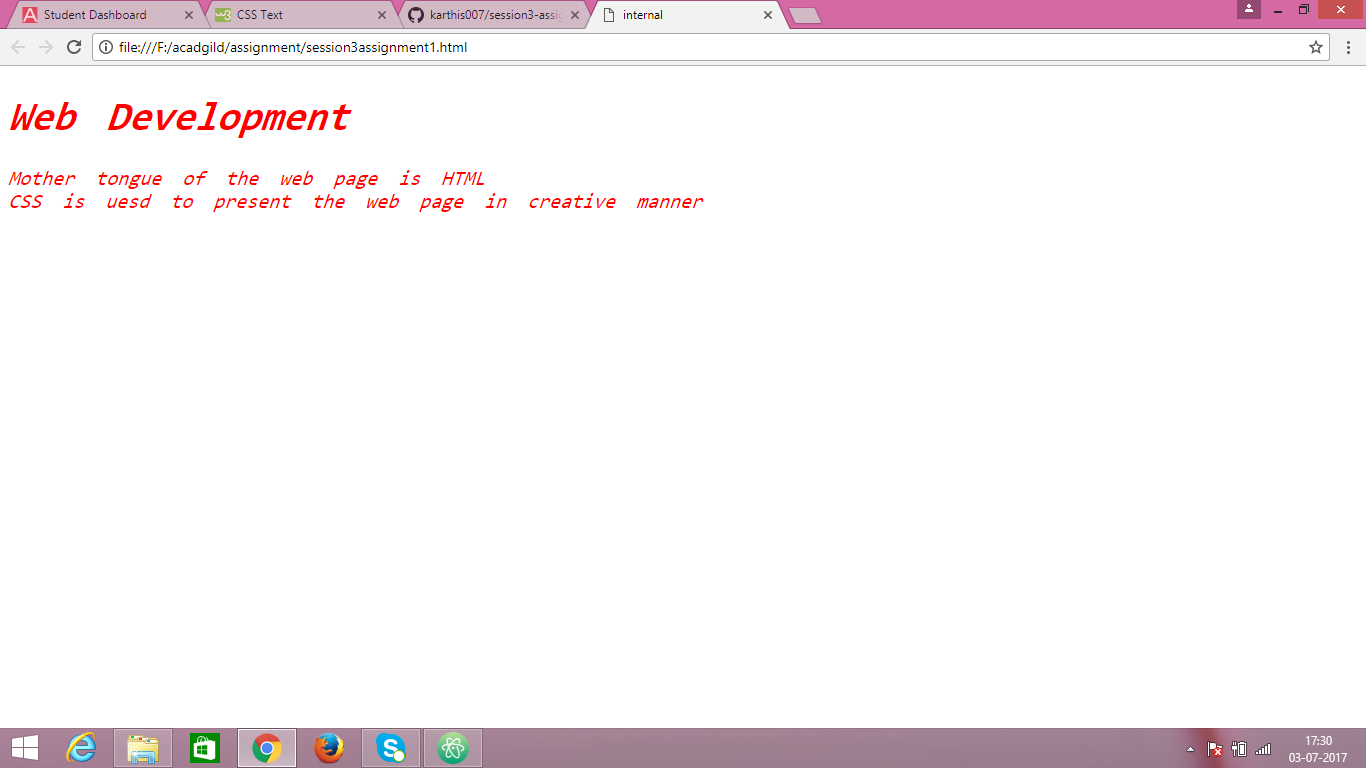 Student Dashboard
CSS Text
karthis007/session3-assig
internal
file:///F:/acadgild/assignment/session3assignment1.html
Web Development
Mother tongue of the web page is HTML
CSS is uesd to present the web page in creative manner
17:30
03-07-2017